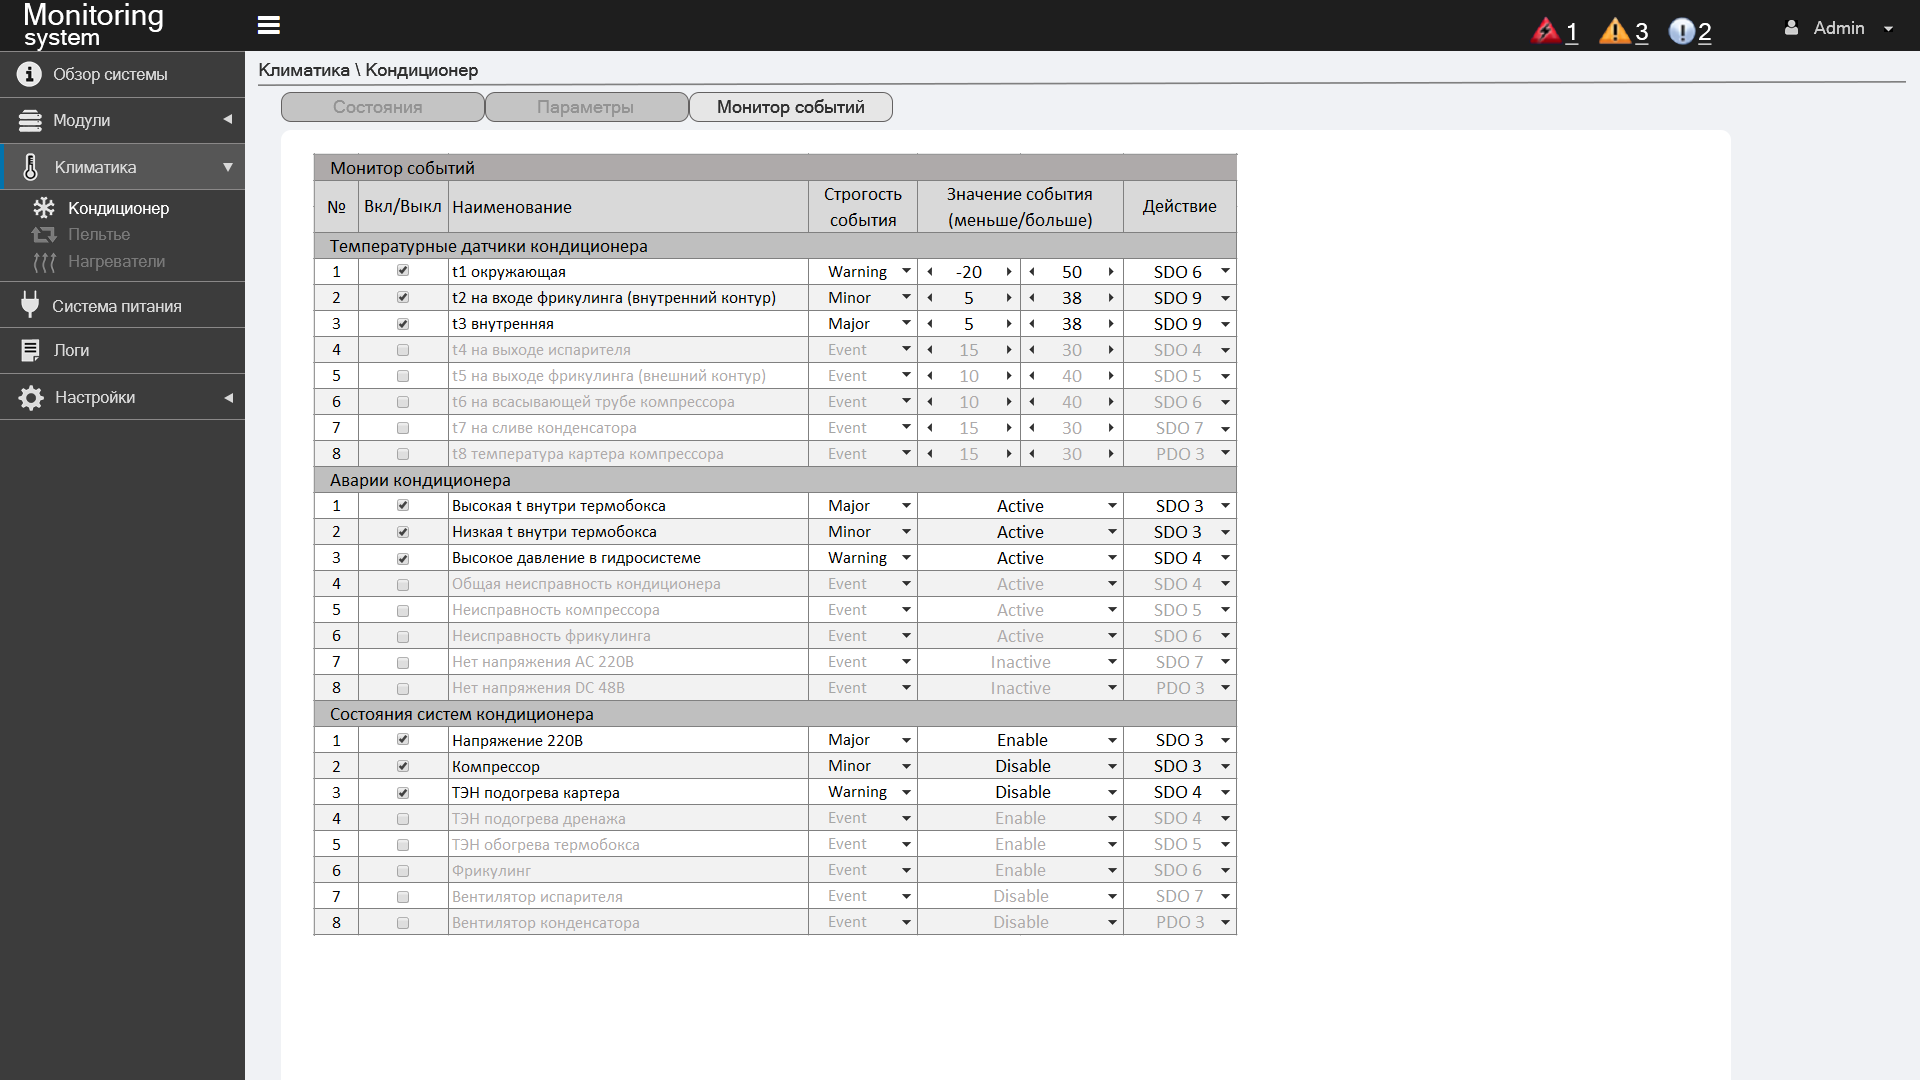 Monitoring
system
1
3
2
Admin
Обзор системы
Модули
Климатика
Кондиционер
Пельтье
Нагреватели
Система питания
Логи
Настройки
Климатика \ Кондиционер
Состояния Параметры Монитор событий
Монитор событий
№ Вкл/Выкл Наименование Строгость события Значение события (меньше/больше) Действие
Температурные датчики кондиционера
1 t1 окружающая Warning -20 50 SDO 6
2 t2 на входе фрикулинга (внутренний контур) Minor 5 38 SDO 9
3 t3 внутренняя Major 5 38 SDO 9
4 t4 на выходе испарителя Event 15 30 SDO 4
5 t5 на выходе фрикулинга (внешний контур) Event 10 40 SDO 5
6 t6 на всасывающей трубе компрессора Event 10 40 SDO 6
7 t7 на сливе конденсатора Event 15 30 SDO 7
8 t8 температура картера компрессора Event 15 30 PDO 3
Аварии кондиционера
1 Высокая t внутри термобокса Major Active SDO 3
2 Низкая t внутри термобокса Minor Active SDO 3
3 Высокое давление в гидросистеме Warning Active SDO 4
4 Общая неисправность кондиционера Event Active SDO 4
5 Неисправность компрессора Event Active SDO 5
6 Неисправность фрикулинга Event Active SDO 6
7 Нет напряжения AC 220В Event Inactive SDO 7
8 Нет напряжения DC 48В Event Inactive PDO 3
Состояния систем кондиционера
1 Напряжение 220В Major Enable SDO 3
2 Компрессор Minor Disable SDO 3
3 ТЭН подогрева картера Warning Disable SDO 4
4 ТЭН подогрева дренажа Event Enable SDO 4
5 ТЭН обогрева термобокса Event Enable SDO 5
6 Фрикулинг Event Enable SDO 6
7 Вентилятор испарителя Event Disable SDO 7
8 Вентилятор конденсатора Event Disable PDO 3